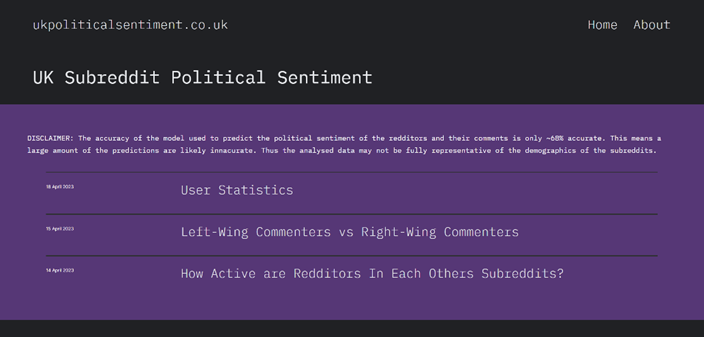 ukpoliticalsentiment.co.uk
Home About
UK Subreddit Political Sentiment
DISCLAIMER: The accuracy of the model used to predict the political sentiment of the redditors and their comments is only ~68% accurate. This means a
large amount of the predictions are likely innacurate. Thus the analysed data may not be fully representative of the demographics of the subreddits.
18 April 2023 User Statistics
15 April 2023 Left-Wing Commenters vs Right-Wing Commenters
14 April 2023 How Active are Redditors In Each Others Subreddits?